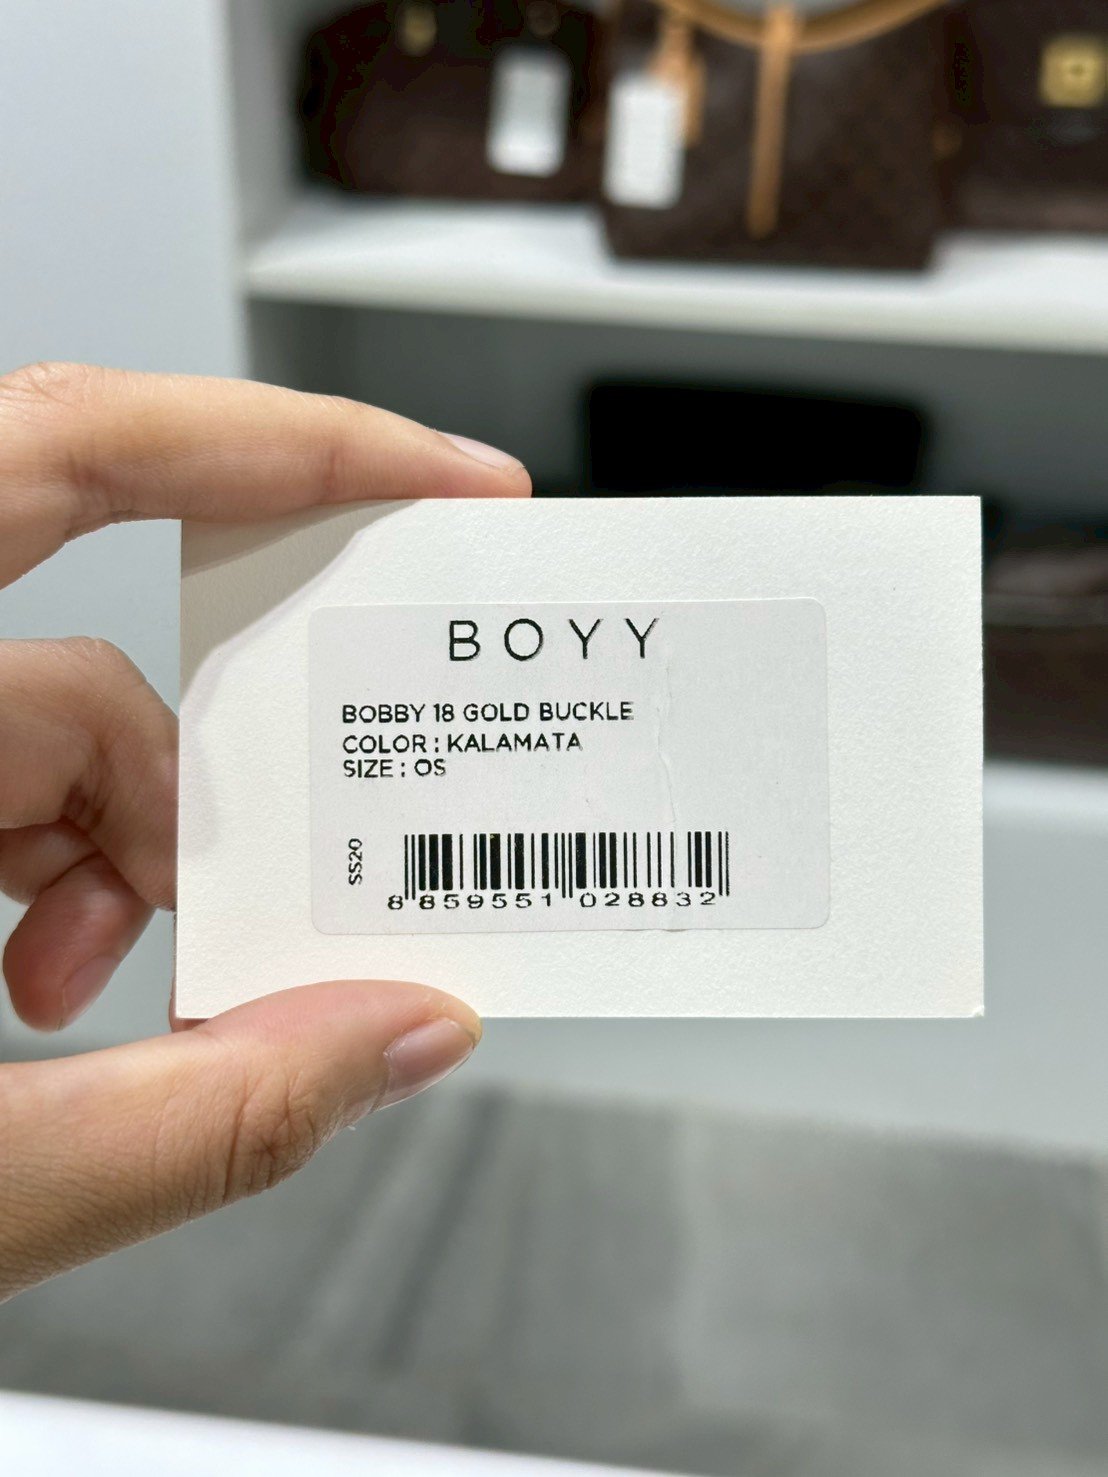 BOYY
BOBBY 18 GOLD BUCKLE
COLOR : KALAMATA
SIZE : OS
SS20
8 859551 028832